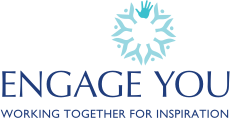 ENGAGE YOU
WORKING TOGETHER FOR INSPIRATION